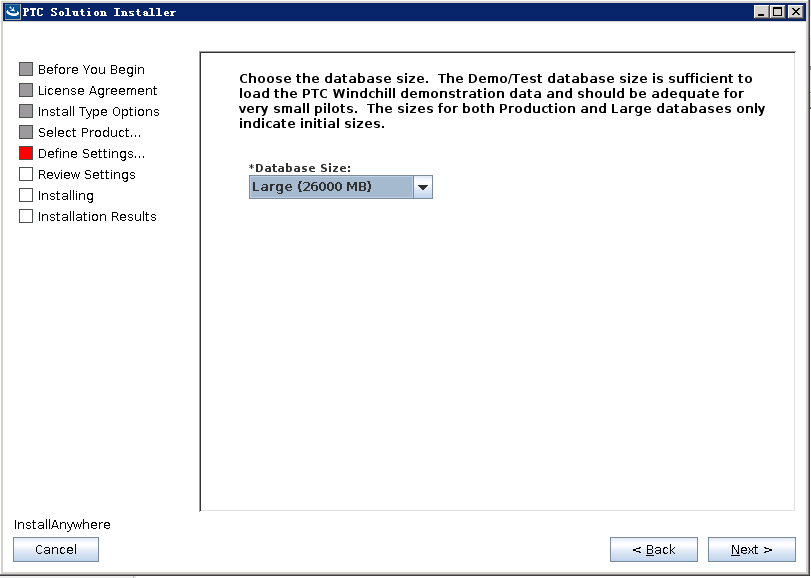 PTC Solution Installer
Before You Begin
License Agreement
Install Type Options
Select Product...
Define Settings...
Review Settings
Installing
Installation Results
Choose the database size.  The Demo/Test database size is sufficient to
load the PTC Windchill demonstration data and should be adequate for
very small pilots.  The sizes for both Production and Large databases only
indicate initial sizes.
*Database Size:
Large (26000 MB)
InstallAnywhere
Cancel
< Back
Next >